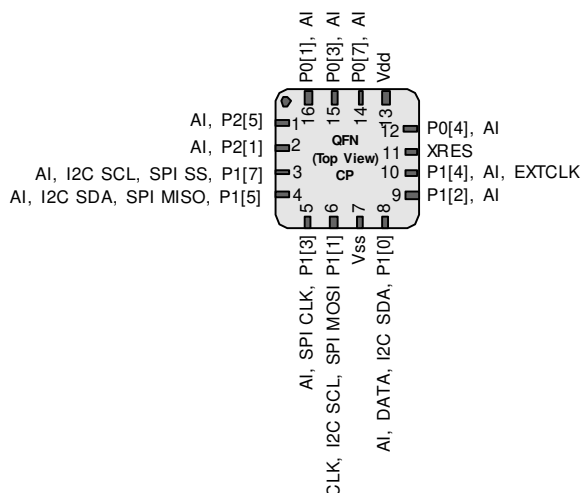 P0[1], AI
P0[3], AI
P0[7], AI
Vdd
16
15
14
13
AI, P2[5]
1
AI, P2[1]
2
AI, I2C SCL, SPI SS, P1[7]
3
AI, I2C SDA, SPI MISO, P1[5]
4
QFN
(Top View)
CP
12
P0[4], AI
11
XRES
10
P1[4], AI, EXTCLK
9
P1[2], AI
5
6
7
8
AI, SPI CLK, P1[3]
CLK, I2C SCL, SPI MOSI P1[1]
Vss
AI, DATA, I2C SDA, P1[0]